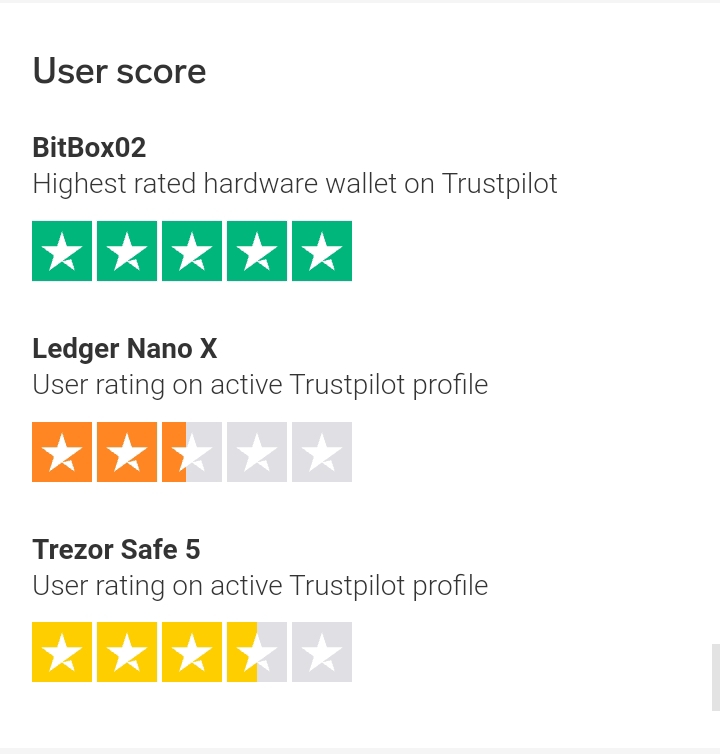 User score
BitBox02
Highest rated hardware wallet on Trustpilot
Ledger Nano X
User rating on active Trustpilot profile
Trezor Safe 5
User rating on active Trustpilot profile